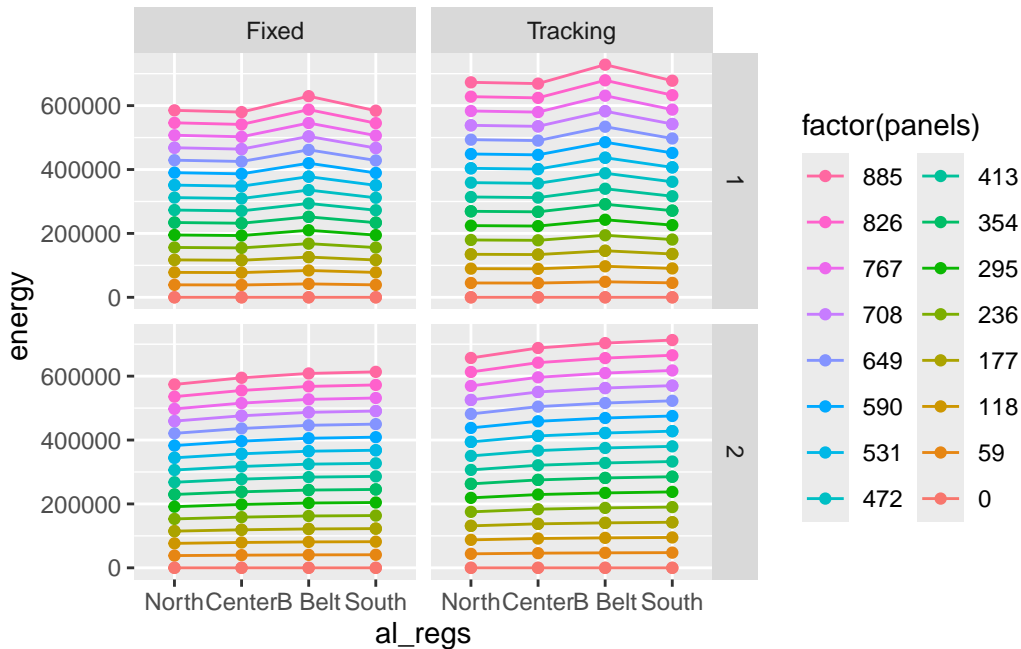 Fixed
Tracking
600000
400000
200000
0
1
600000
400000
200000
0
2
energy
North Center B Belt South
North Center B Belt South
al_regs
factor(panels)
885 413
826 354
767 295
708 236
649 177
590 118
531 59
472 0